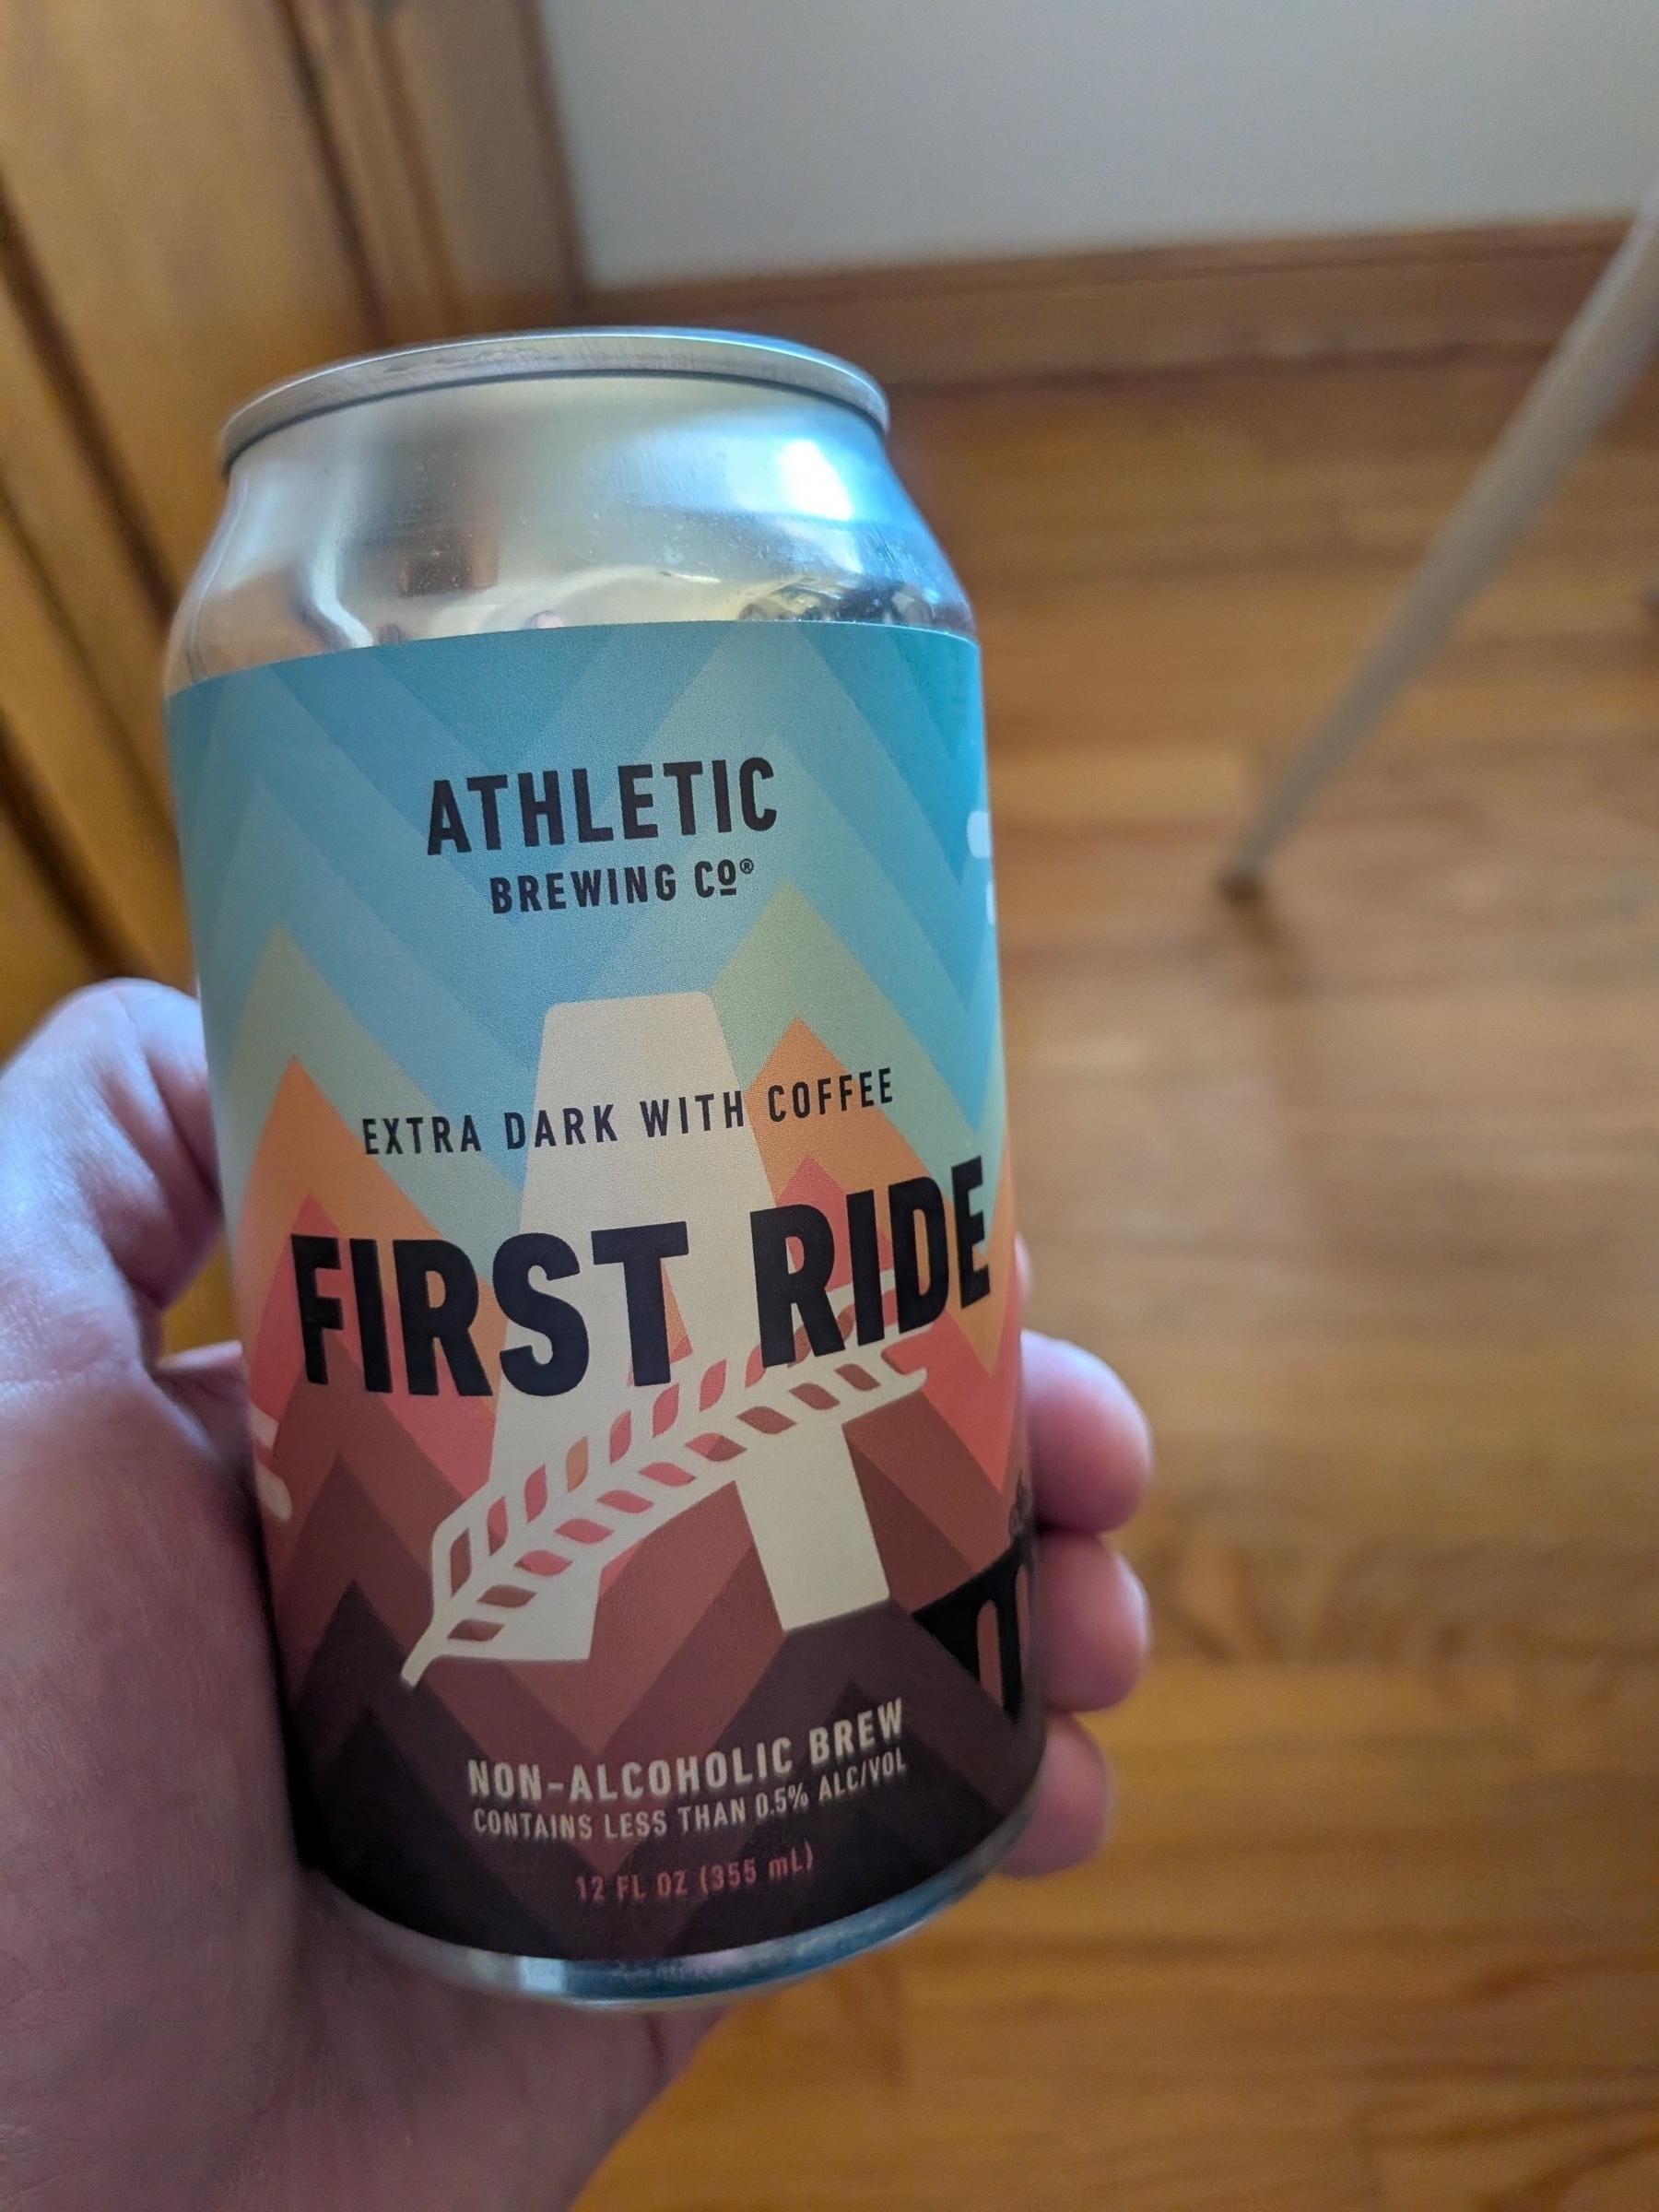 ATHLETIC
BREWING Cº®
EXTRA DARK WITH COFFEE
FIRST RIDE
NON-ALCOHOLIC BREW
CONTAINS LESS THAN 0.5% ALC/VOL
12 FL OZ (355 mL)